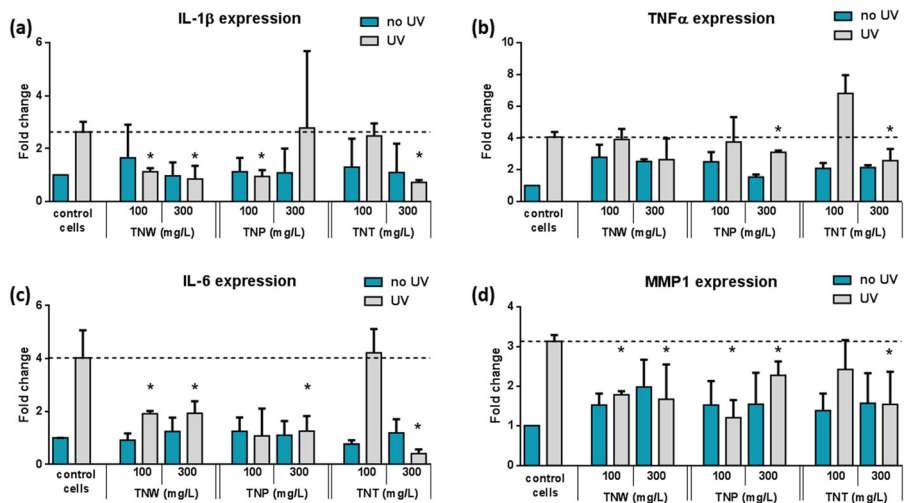 (a)
IL-1β expression
no UV
UV
Fold change
6
4
2
0
* * * *
control cells
100 300 100 300 100 300
TNW (mg/L) TNP (mg/L) TNT (mg/L)
(b)
TNFα expression
no UV
UV
Fold change
10
8
6
4
2
0
* *
control cells
100 300 100 300 100 300
TNW (mg/L) TNP (mg/L) TNT (mg/L)
(c)
IL-6 expression
no UV
UV
Fold change
6
4
2
0
* * * *
control cells
100 300 100 300 100 300
TNW (mg/L) TNP (mg/L) TNT (mg/L)
(d)
MMP1 expression
no UV
UV
Fold change
4
3
2
1
0
* * * * *
control cells
100 300 100 300 100 300
TNW (mg/L) TNP (mg/L) TNT (mg/L)